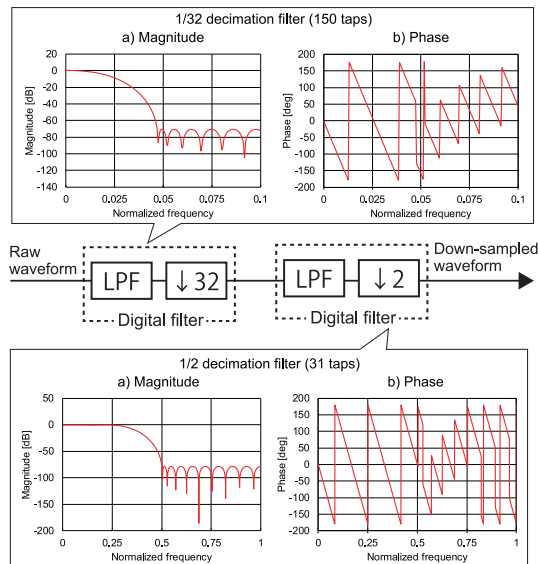 1/32 decimation filter (150 taps)
a) Magnitude
b) Phase
Magnitude [dB]
20
0
-20
-40
-60
-80
-100
-120
-140
0
0.025
0.05
0.075
0.1
Normalized frequency
Phase [deg]
200
150
100
50
0
-50
-100
-150
-200
0
0.025
0.05
0.075
0.1
Normalized frequency
Raw waveform
LPF
↓ 32
Digital filter
LPF
↓ 2
Digital filter
Down-sampled waveform
1/2 decimation filter (31 taps)
a) Magnitude
b) Phase
Magnitude [dB]
50
0
-50
-100
-150
-200
0
0.25
0.5
0.75
1
Normalized frequency
Phase [deg]
200
150
100
50
0
-50
-100
-150
-200
0
0.25
0.5
0.75
1
Normalized frequency